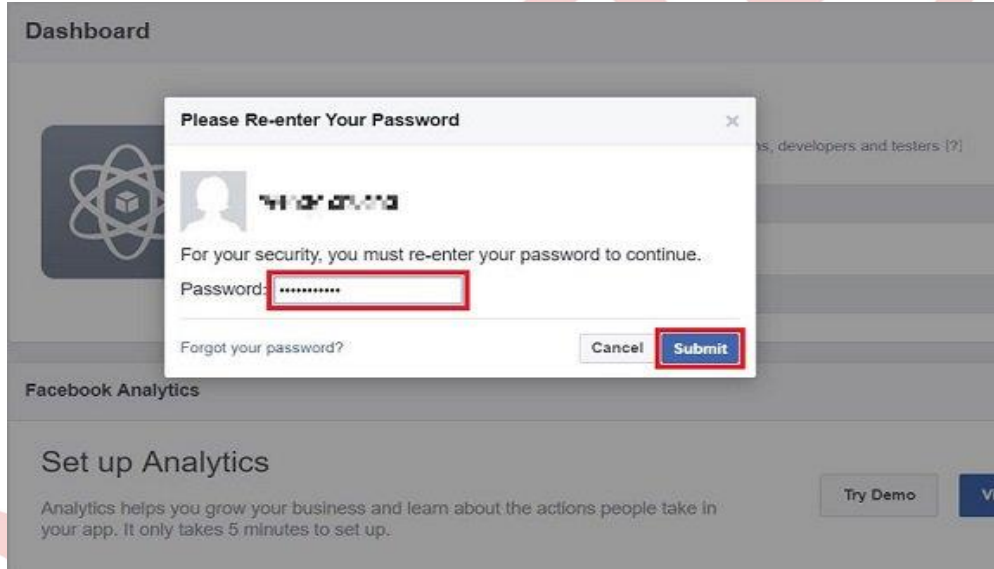 Dashboard
Please Re-enter Your Password
ns, developers and testers [?]
For your security, you must re-enter your password to continue.
Password: •••••••••••
Forgot your password?
Cancel
Submit
Facebook Analytics
Set up Analytics
Analytics helps you grow your business and learn about the actions people take in
your app. It only takes 5 minutes to set up.
Try Demo